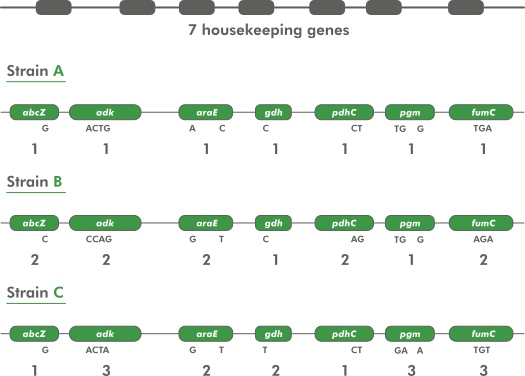 7 housekeeping genes
Strain A
abcZ adk araE gdh pdhC pgm fumC
G ACTG A C C CT TG G TGA
1 1 1 1 1 1 1
Strain B
abcZ adk araE gdh pdhC pgm fumC
C CCAG G T C AG TG G AGA
2 2 2 1 2 1 2
Strain C
abcZ adk araE gdh pdhC pgm fumC
G ACTA G T T CT GA A TGT
1 3 2 2 1 3 3